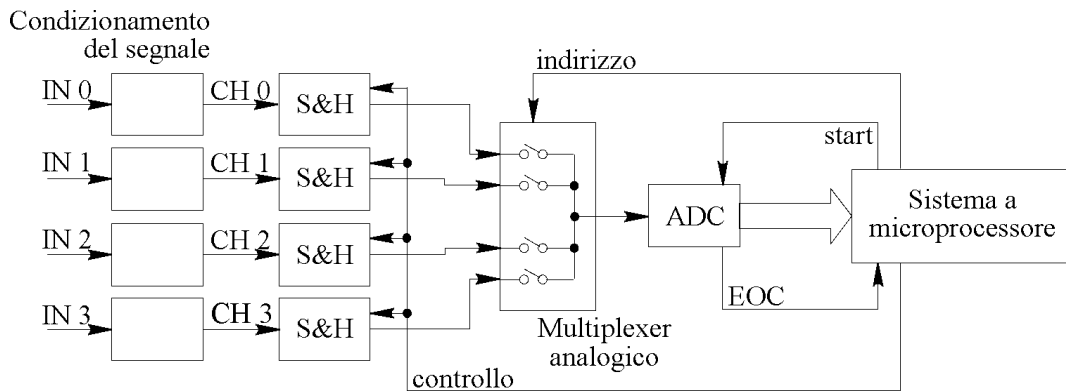 Condizionamento
del segnale
indirizzo
IN 0
CH 0
S&H
start
IN 1
CH 1
S&H
ADC
Sistema a
microprocessore
IN 2
CH 2
S&H
EOC
IN 3
CH 3
S&H
Multiplexer
analogico
controllo